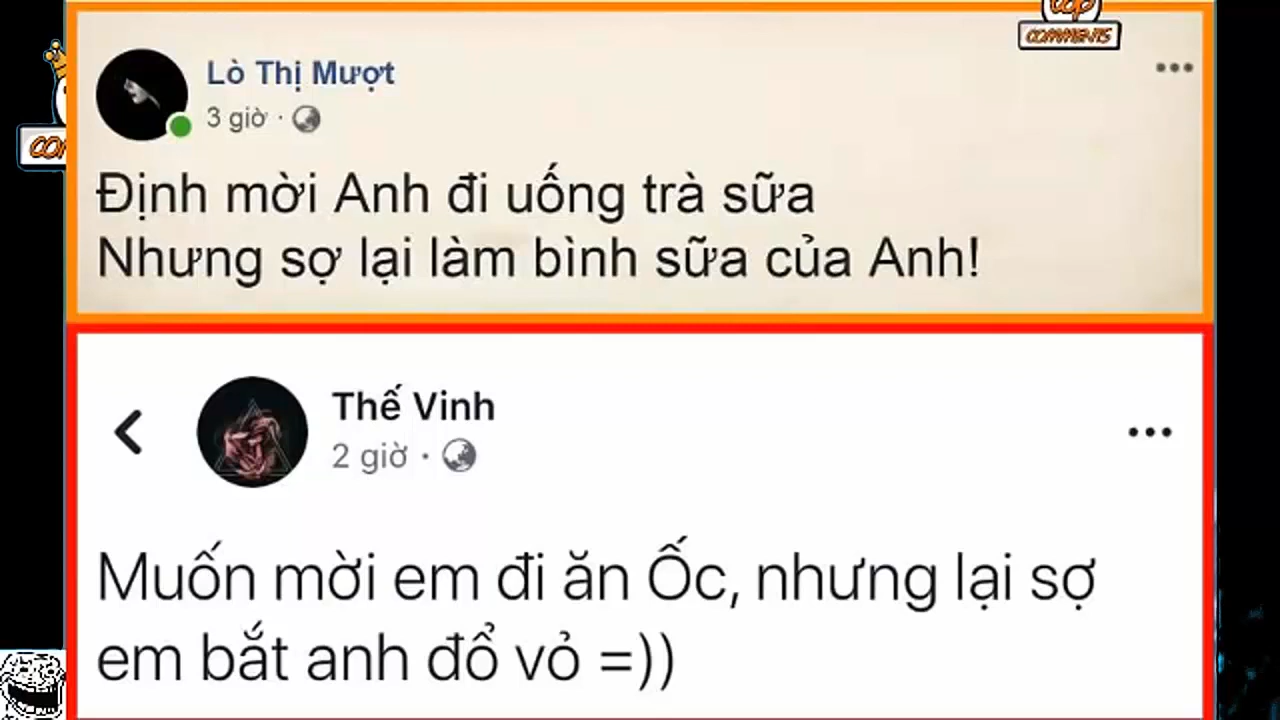 TOP
COMMENTS
Lò Thị Mượt
3 giờ ·
Định mời Anh đi uống trà sữa
Nhưng sợ lại làm bình sữa của Anh!
Thế Vinh
2 giờ ·
Muốn mời em đi ăn Ốc, nhưng lại sợ
em bắt anh đổ vỏ =))